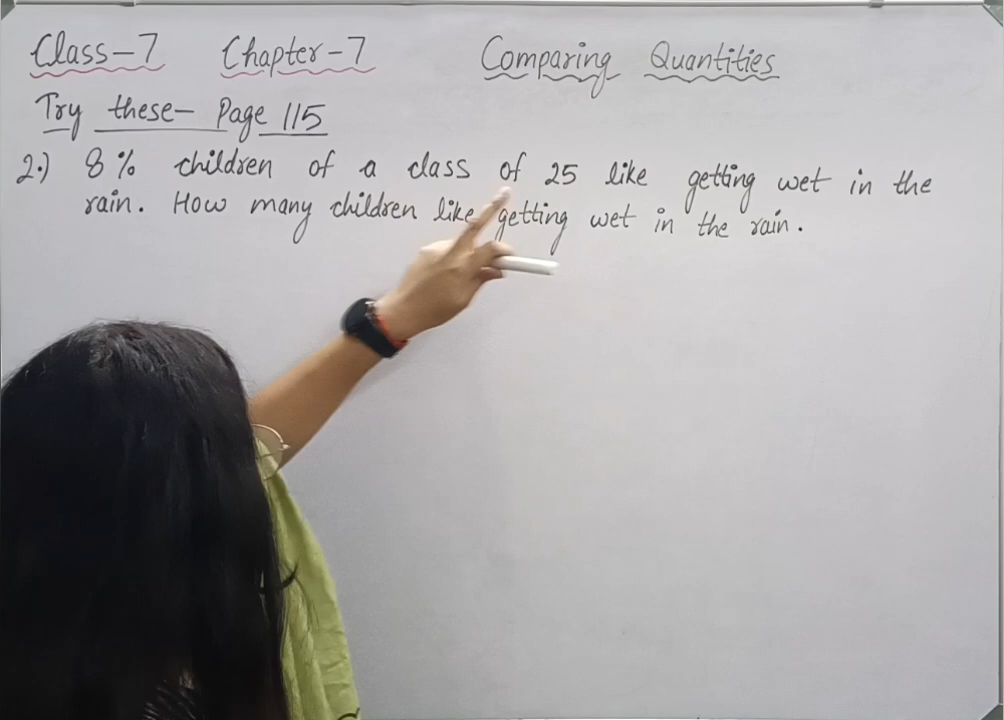 Class-7 Chapter-7 Comparing Quantities
Try these- Page 115
2.) 8% children of a class of 25 like getting wet in the
rain. How many children like getting wet in the rain.